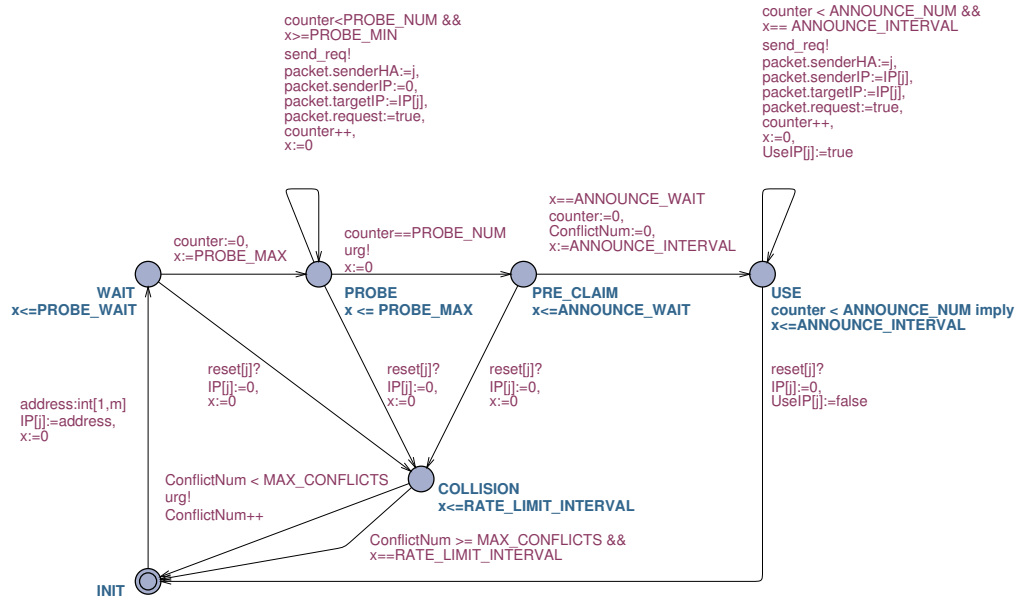 counter<PROBE_NUM &&
x>=PROBE_MIN
send_req!
packet.senderHA:=j,
packet.senderIP:=0,
packet.targetIP:=IP[j],
packet.request:=true,
counter++,
x:=0
counter < ANNOUNCE_NUM &&
x== ANNOUNCE_INTERVAL
send_req!
packet.senderHA:=j,
packet.senderIP:=IP[j],
packet.targetIP:=IP[j],
packet.request:=true,
counter++,
x:=0,
UseIP[j]:=true
counter:=0,
x:=PROBE_MAX
counter==PROBE_NUM
urg!
x:=0
x==ANNOUNCE_WAIT
counter:=0,
ConflictNum:=0,
x:=ANNOUNCE_INTERVAL
WAIT
x<=PROBE_WAIT
PROBE
x <= PROBE_MAX
PRE_CLAIM
x<=ANNOUNCE_WAIT
USE
counter < ANNOUNCE_NUM imply
x<=ANNOUNCE_INTERVAL
address:int[1,m]
IP[j]:=address,
x:=0
reset[j]?
IP[j]:=0,
x:=0
reset[j]?
IP[j]:=0,
x:=0
reset[j]?
IP[j]:=0,
x:=0
reset[j]?
IP[j]:=0,
UseIP[j]:=false
ConflictNum < MAX_CONFLICTS
urg!
ConflictNum++
COLLISION
x<=RATE_LIMIT_INTERVAL
ConflictNum >= MAX_CONFLICTS &&
x==RATE_LIMIT_INTERVAL
INIT